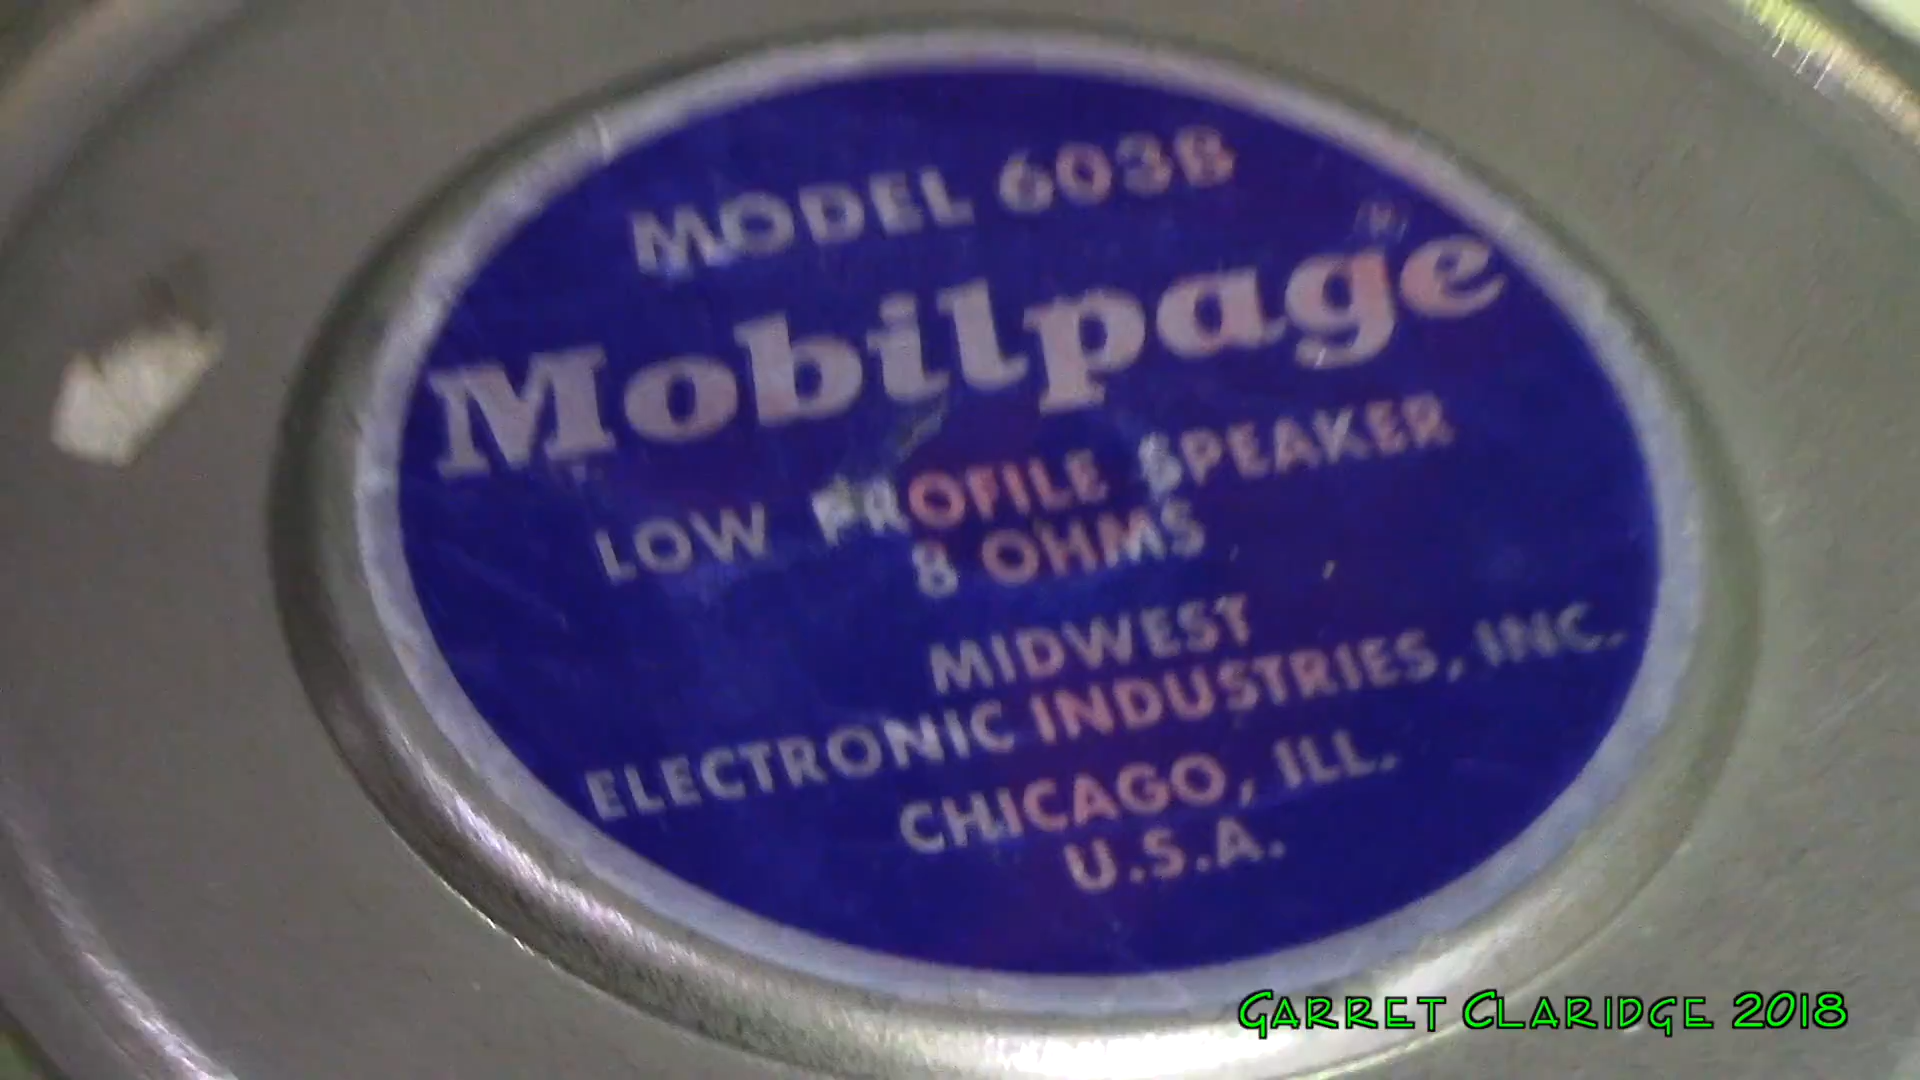 MODEL 603B
Mobilpage ®
LOW PROFILE SPEAKER
8 OHMS
MIDWEST
ELECTRONIC INDUSTRIES, INC.
CHICAGO, ILL.
U.S.A.
GARRET CLARIDGE 2018